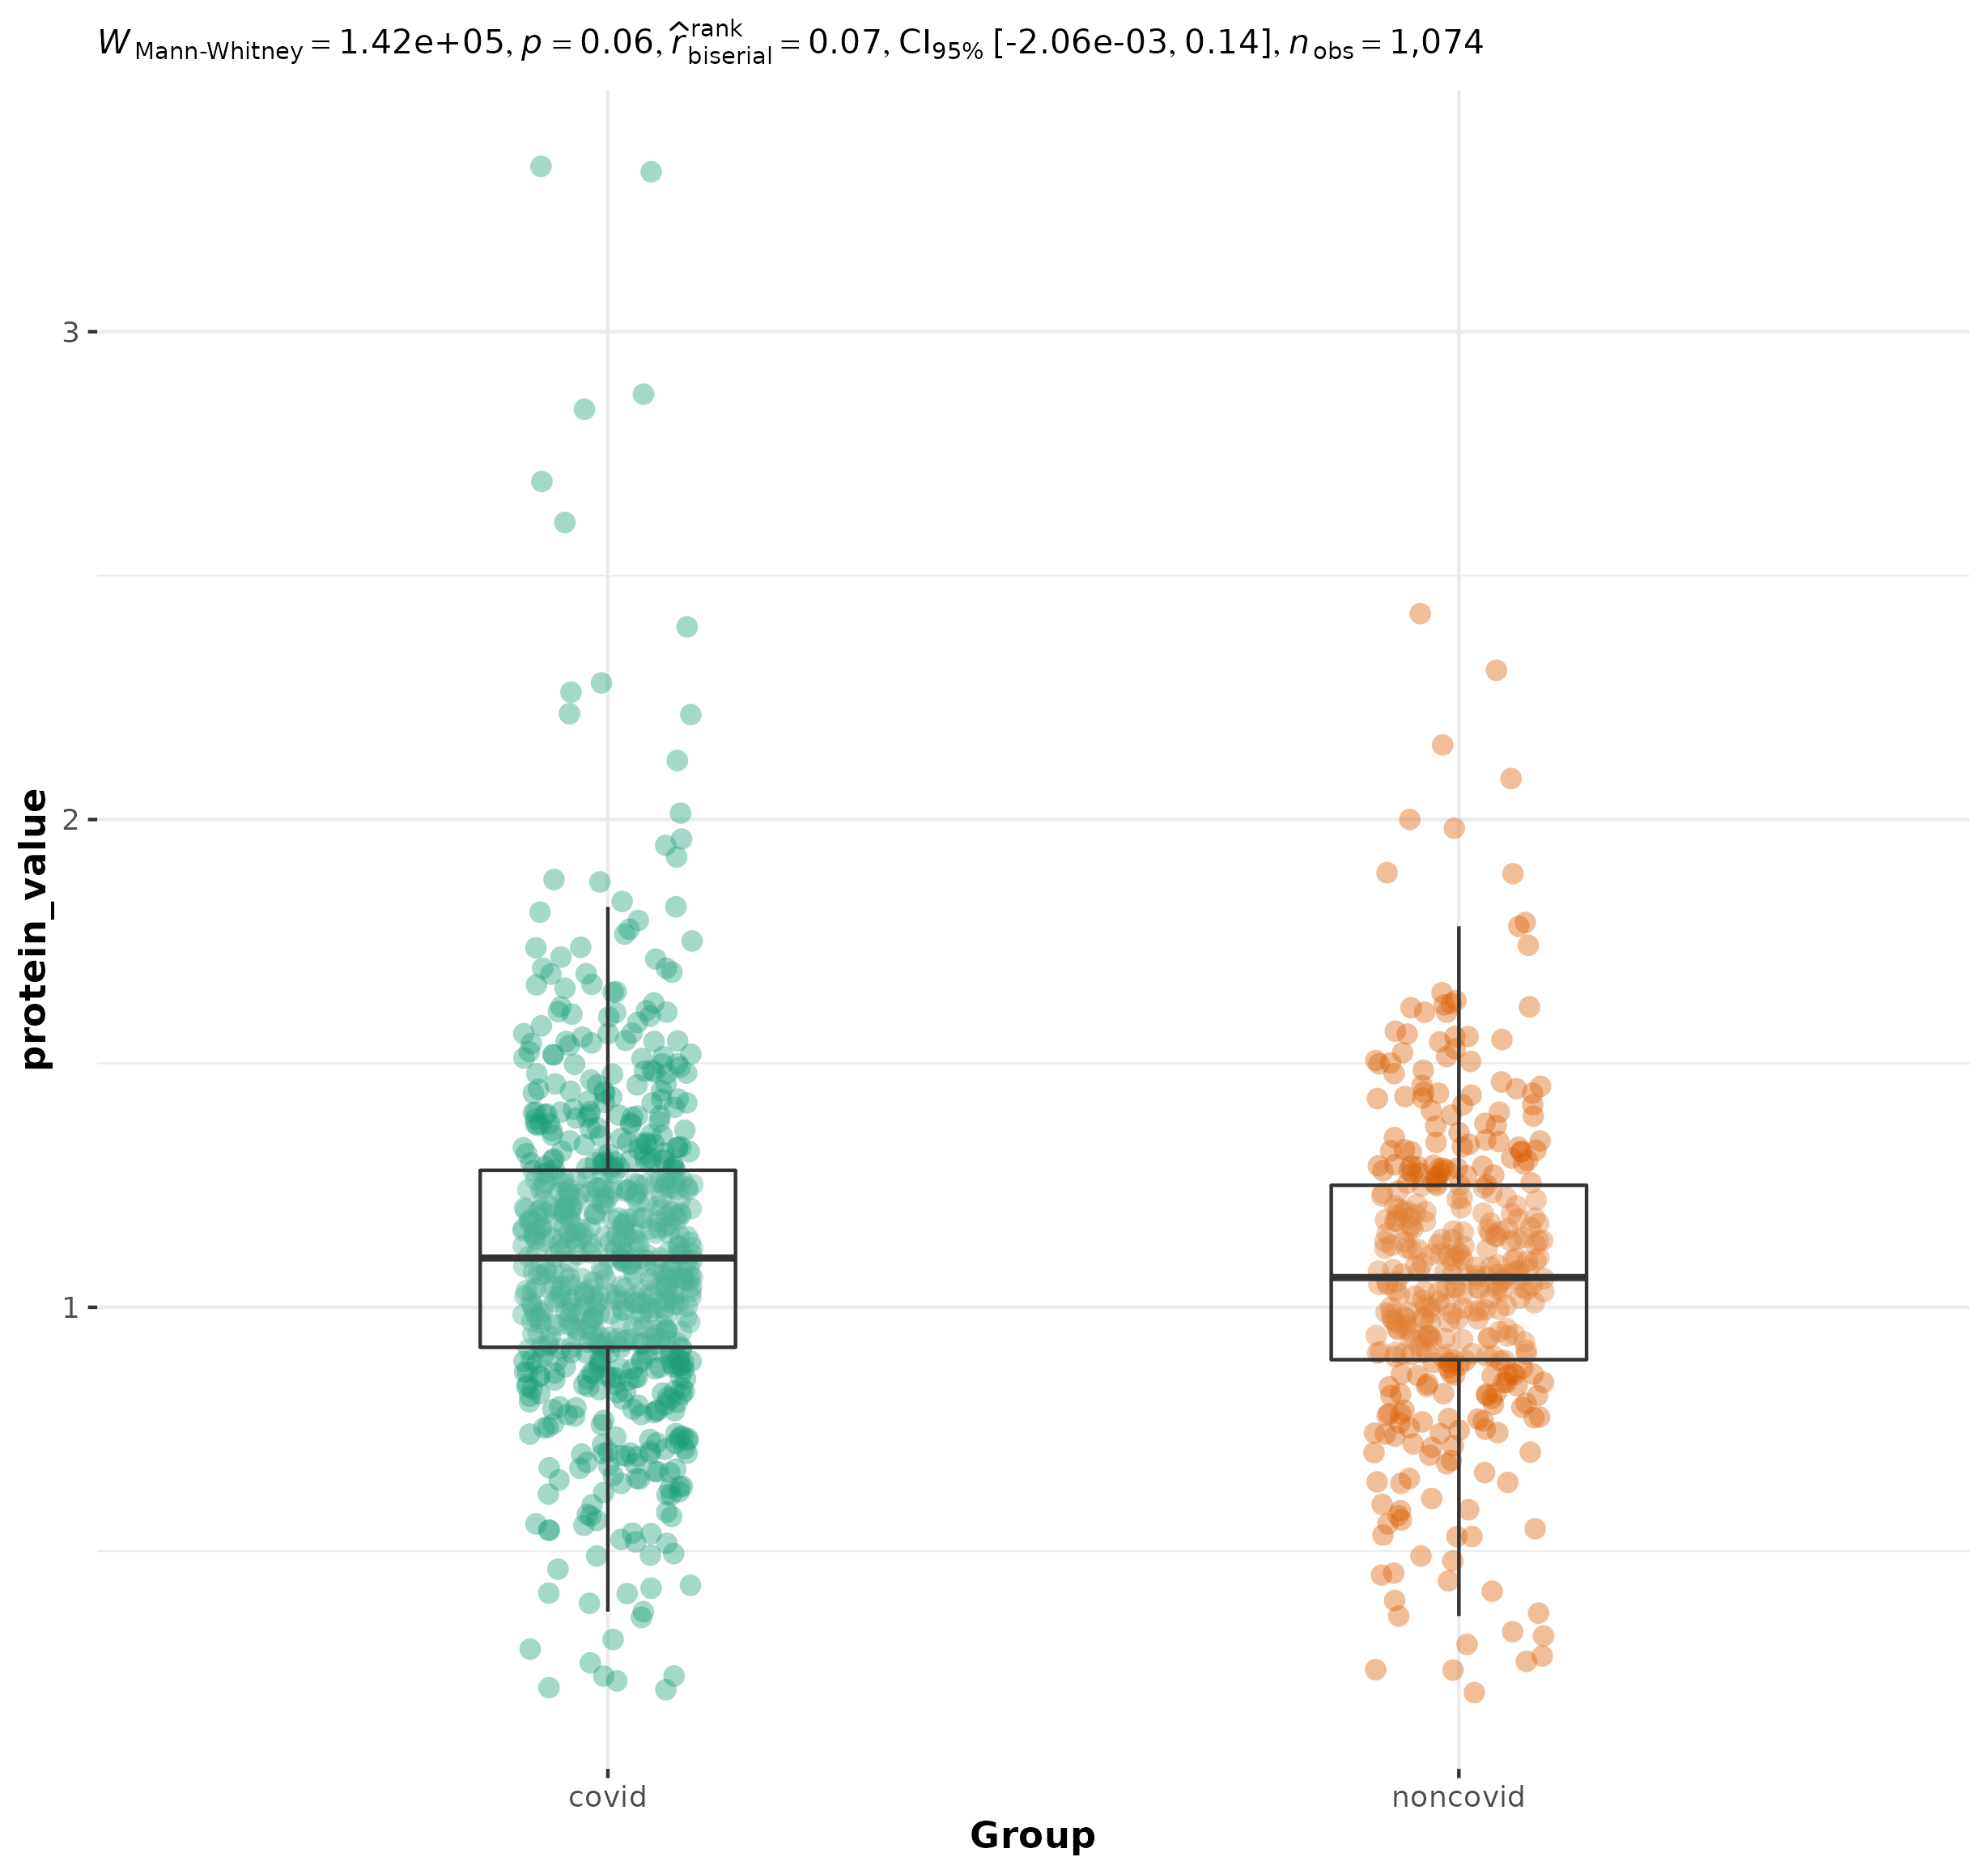 W Mann-Whitney = 1.42e+05, p = 0.06, r̂ rank biserial = 0.07, CI95% [-2.06e-03, 0.14], n obs = 1,074
3
2
1
protein_value
covid
noncovid
Group